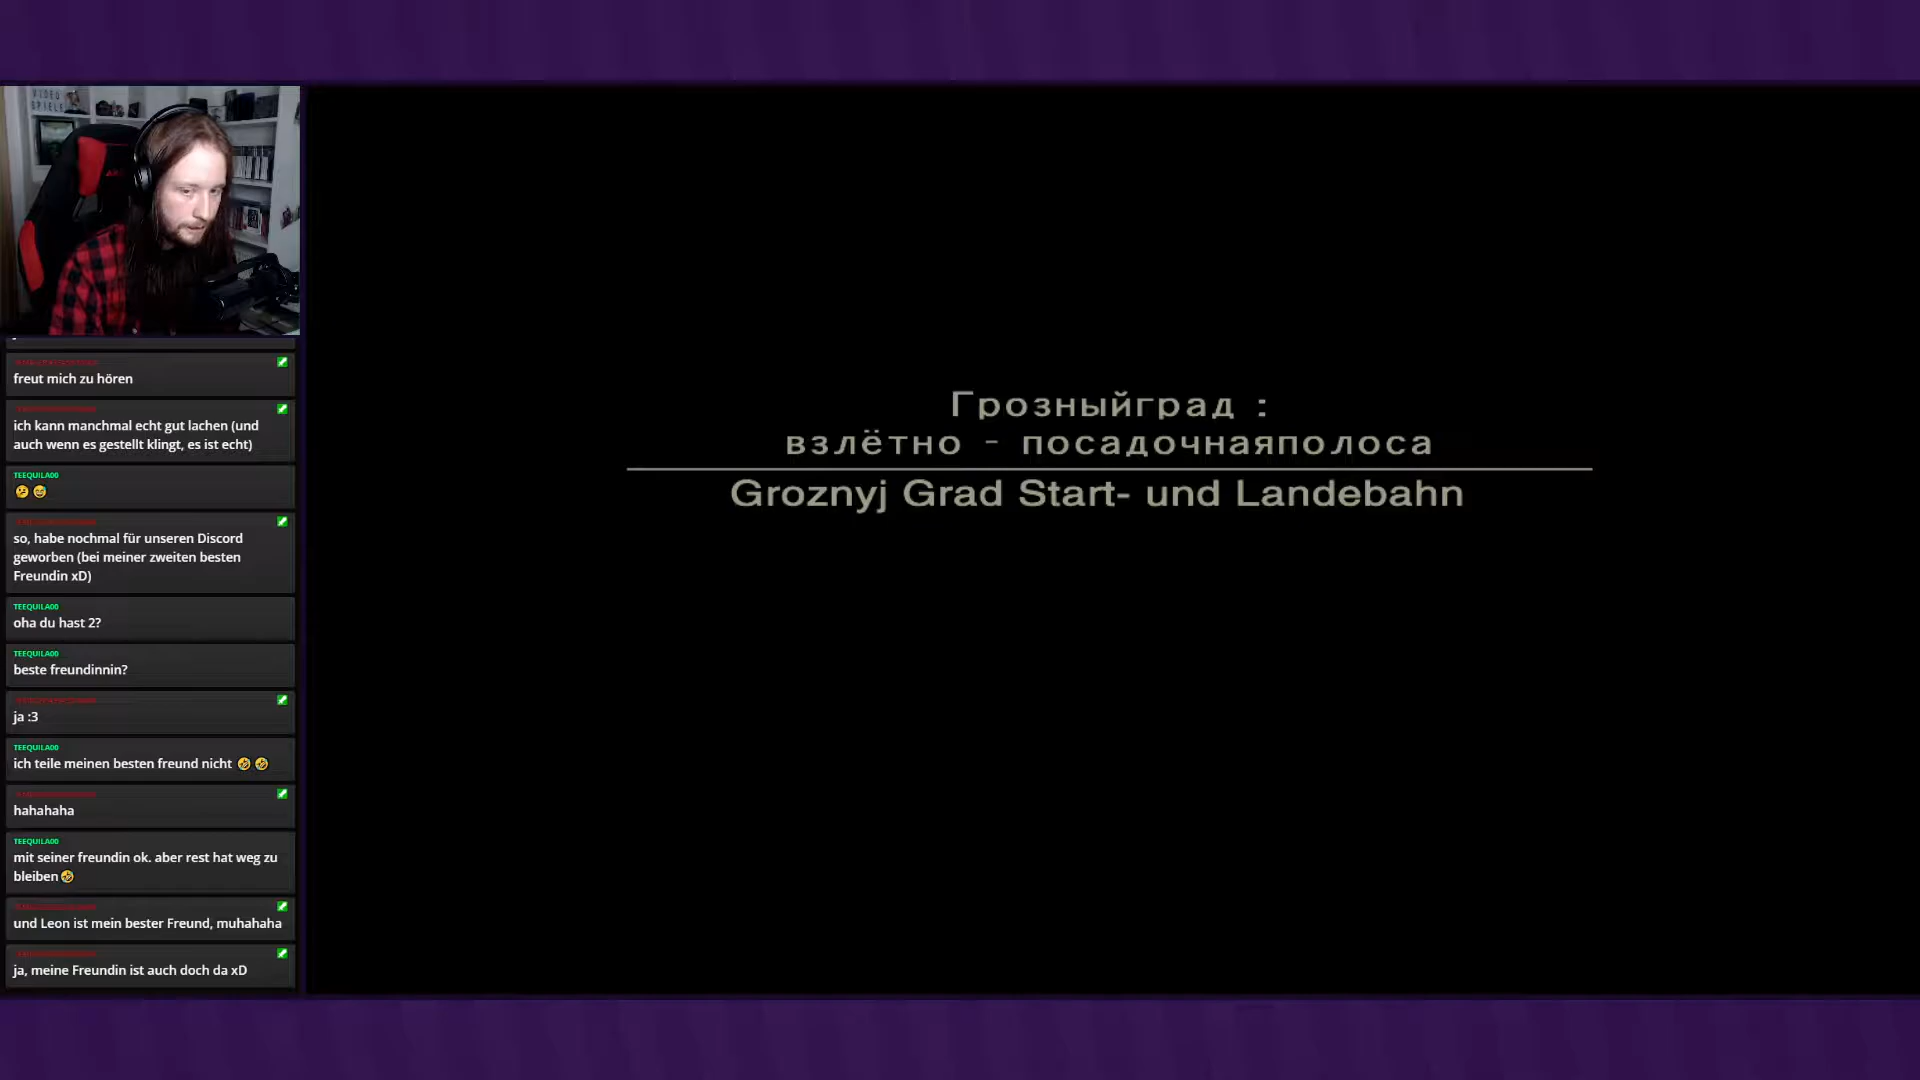 VIDEO
SPIELE
freut mich zu hören
ich kann manchmal echt gut lachen (und
auch wenn es gestellt klingt, es ist echt)
TEEQUILA00
🤔 😅
so, habe nochmal für unseren Discord
geworben (bei meiner zweiten besten
Freundin xD)
TEEQUILA00
oha du hast 2?
TEEQUILA00
beste freundinnin?
ja :3
TEEQUILA00
ich teile meinen besten freund nicht 🤣 🤣
hahahaha
TEEQUILA00
mit seiner freundin ok. aber rest hat weg zu
bleiben 🤣
und Leon ist mein bester Freund, muhahaha
ja, meine Freundin ist auch doch da xD
Грозныйград :
взлётно - посадочнаяполоса
Groznyj Grad Start- und Landebahn